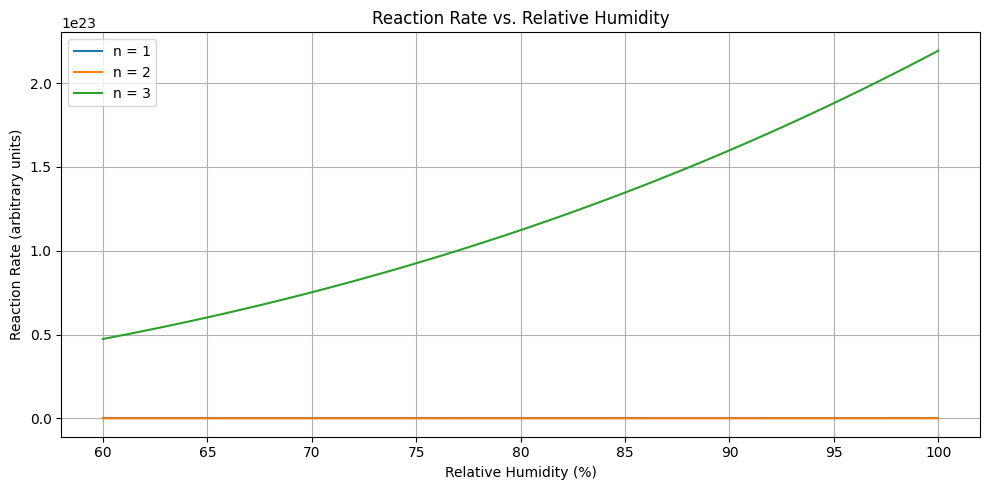 Reaction Rate vs. Relative Humidity
1e23
n = 1
n = 2
n = 3
Reaction Rate (arbitrary units)
2.0
1.5
1.0
0.5
0.0
60 65 70 75 80 85 90 95 100
Relative Humidity (%)